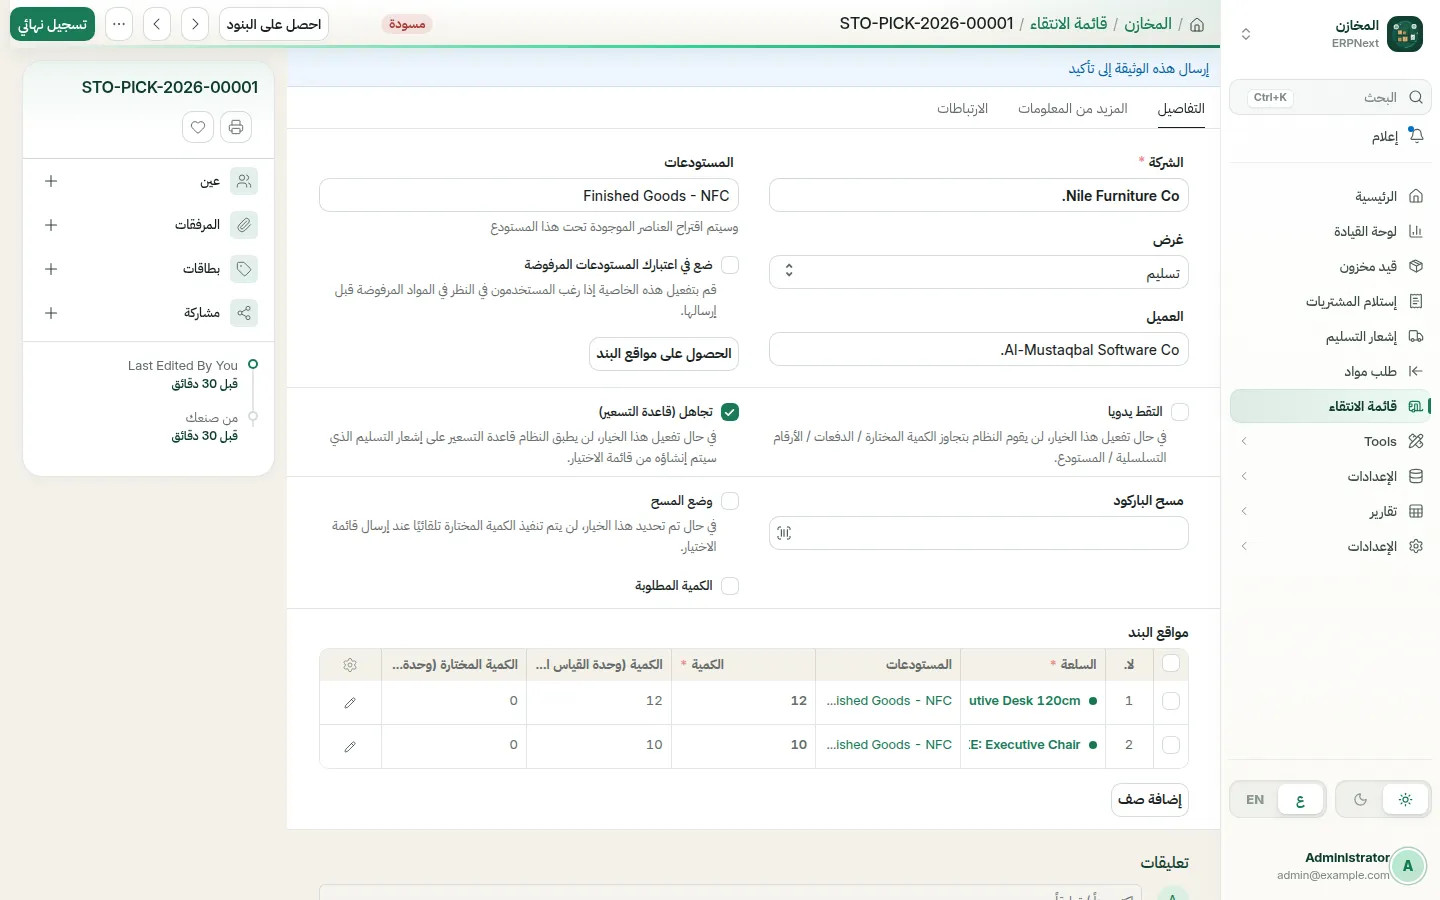 المخازن
ERPNext
البحث
Ctrl+K
إعلام
الرئيسية
لوحة القيادة
قيد مخزون
إستلام المشتريات
إشعار التسليم
طلب مواد
قائمة الانتقاء
Tools
الإعدادات
تقارير
الإعدادات
EN
ع
Administrator
admin@example.com
A
المخازن / قائمة الانتقاء / STO-PICK-2026-00001
مسودة
احصل على البنود
تسجيل نهائي
إرسال هذه الوثيقة إلى تأكيد
التفاصيل
المزيد من المعلومات
الارتباطات
الشركة *
Nile Furniture Co.
غرض
تسليم
العميل
Al-Mustaqbal Software Co.
المستودعات
Finished Goods - NFC
وسيتم اقتراح العناصر الموجودة تحت هذا المستودع
ضع في اعتبارك المستودعات المرفوضة
قم بتفعيل هذه الخاصية إذا رغب المستخدمون في النظر في المواد المرفوضة قبل
إرسالها.
الحصول على مواقع البند
التقط يدويا
في حال تفعيل هذا الخيار، لن يقوم النظام بتجاوز الكمية المختارة / الدفعات / الأرقام
التسلسلية / المستودع.
تجاهل (قاعدة التسعير)
في حال تفعيل هذا الخيار، لن يطبق النظام قاعدة التسعير على إشعار التسليم الذي
سيتم إنشاؤه من قائمة الاختيار.
مسح الباركود
وضع المسح
في حال تم تحديد هذا الخيار، لن يتم تنفيذ الكمية المختارة تلقائيًا عند إرسال قائمة
الاختيار.
الكمية المطلوبة
مواقع البند
لا. السلعة * المستودعات الكمية * الكمية (وحدة القياس ا... الكمية المختارة (وحدة...
1 utive Desk 120cm ished Goods - NFC... 12 12 0
2 E: Executive Chair ished Goods - NFC... 10 10 0
إضافة صف
تعليقات
STO-PICK-2026-00001
عين
المرفقات
بطاقات
مشاركة
Last Edited By You
قبل 30 دقائق
من صنعك
قبل 30 دقائق